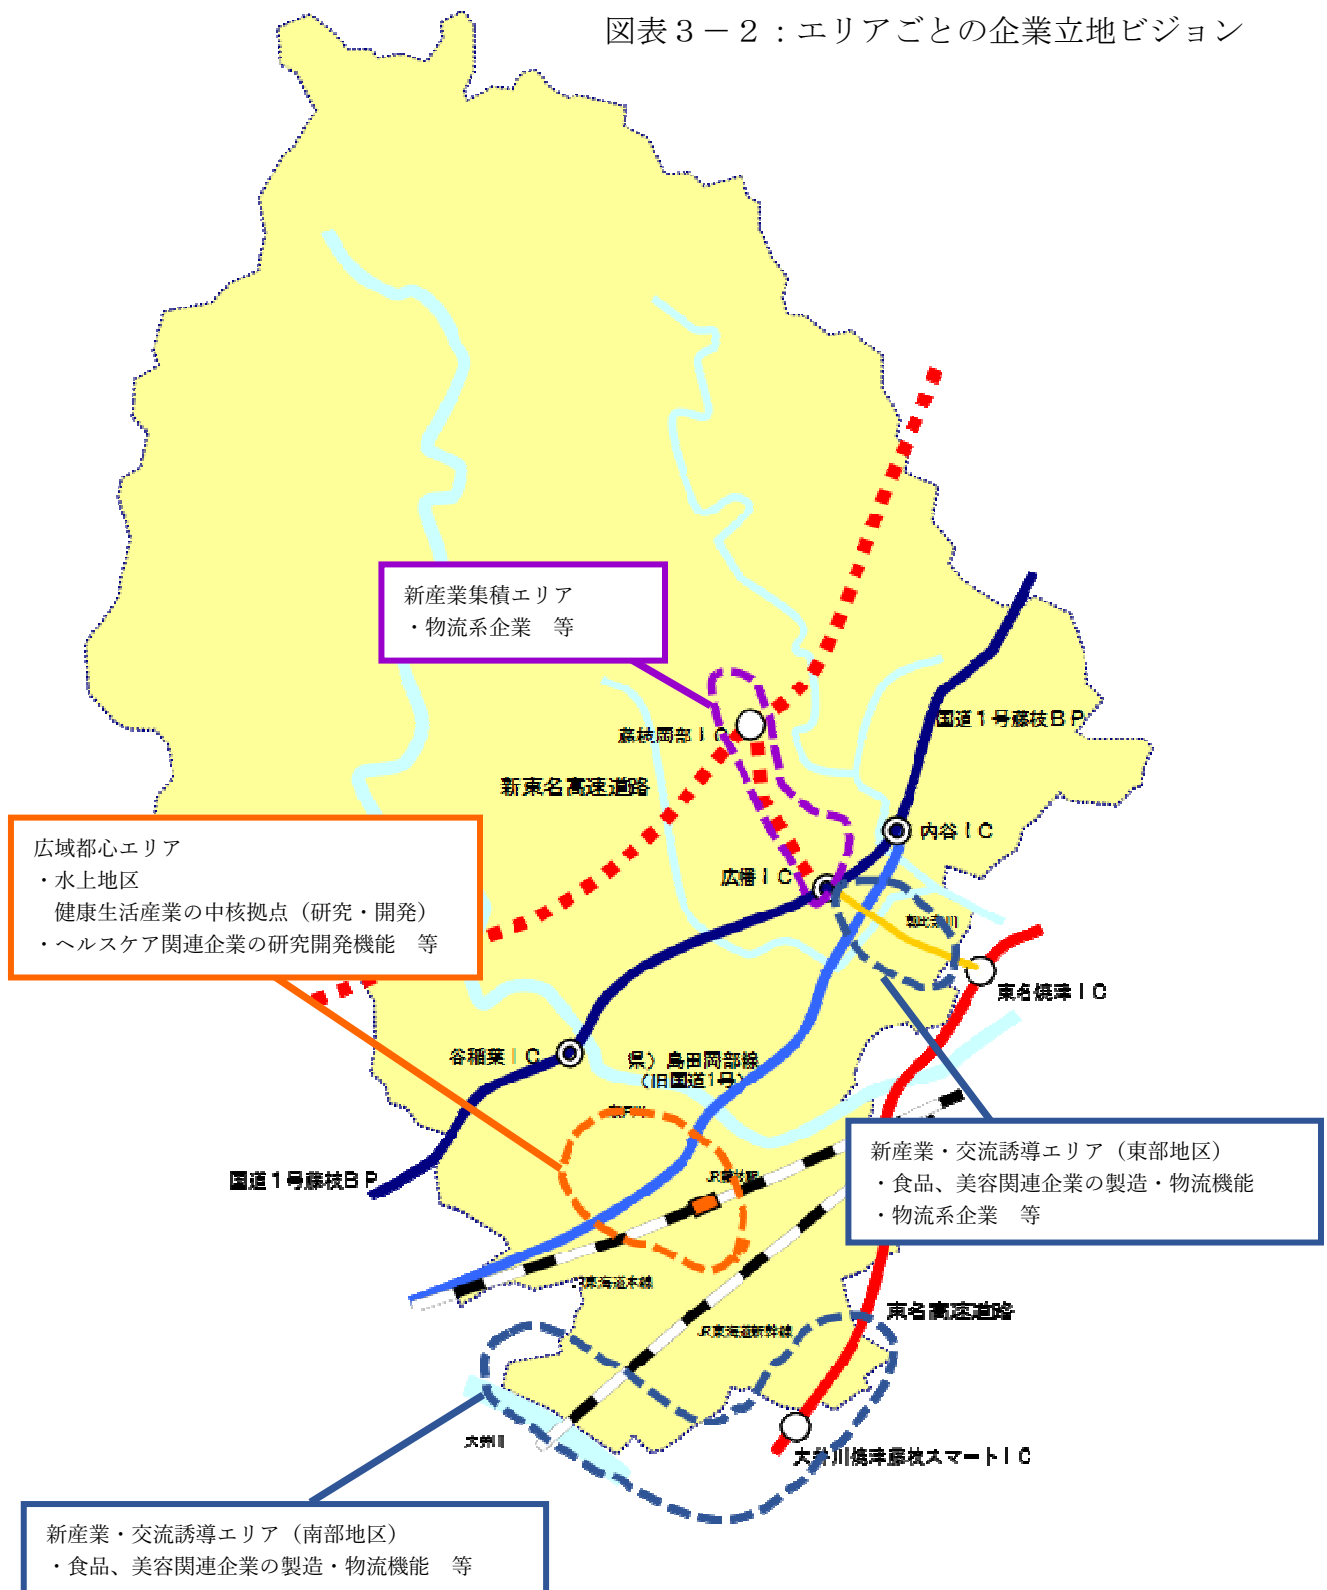 図表３－２：エリアごとの企業立地ビジョン
新産業集積エリア
・物流系企業　等
国道１号藤枝ＢＰ
藤枝岡部ＩＣ
新東名高速道路
内谷ＩＣ
広域都心エリア
・水上地区
健康生活産業の中核拠点（研究・開発）
・ヘルスケア関連企業の研究開発機能　等
広幡ＩＣ
朝比奈川
東名焼津ＩＣ
谷稲葉ＩＣ
県）島田岡部線
（旧国道1号）
国道１号藤枝ＢＰ
JR藤枝駅
新産業・交流誘導エリア（東部地区）
・食品、美容関連企業の製造・物流機能
・物流系企業　等
JR東海道本線
東名高速道路
JR東海道新幹線
大井川
大井川焼津藤枝スマートＩＣ
新産業・交流誘導エリア（南部地区）
・食品、美容関連企業の製造・物流機能　等